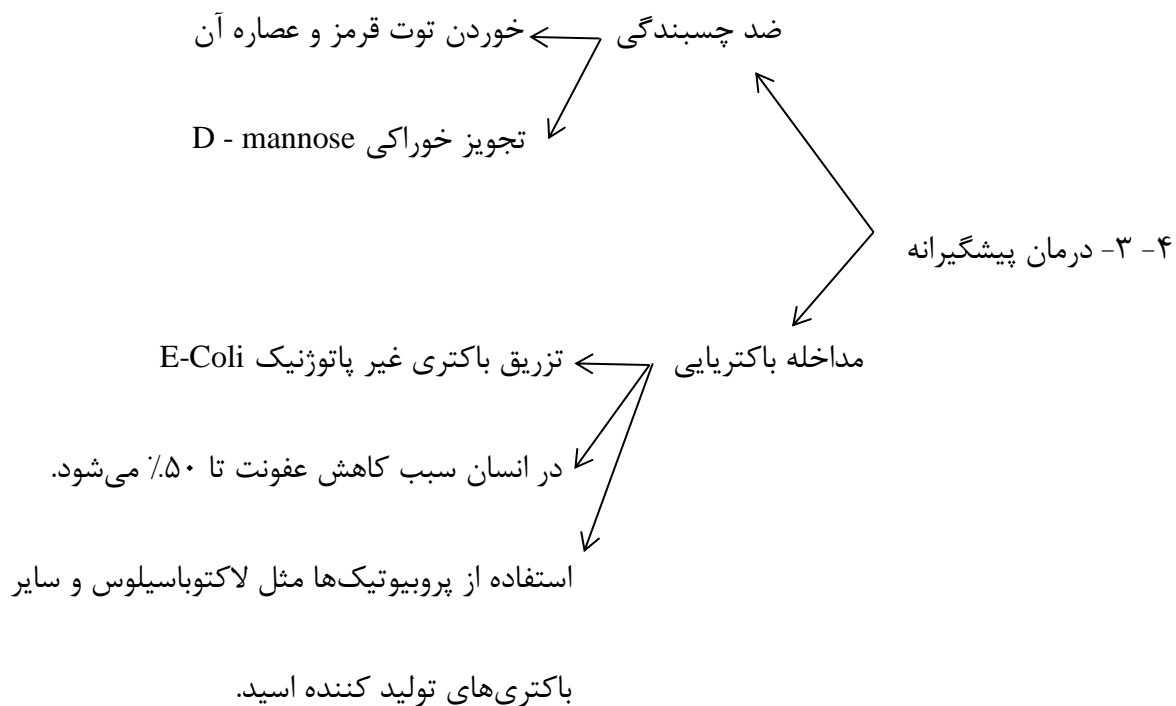 ضد چسبندگی
خوردن توت قرمز و عصاره آن
تجویز خوراکی D - mannose
۴- ۳- درمان پیشگیرانه
مداخله باکتریایی
تزریق باکتری غیر پاتوژنیک E-Coli
در انسان سبب کاهش عفونت تا ۵۰٪ می‌شود.
استفاده از پروبیوتیک‌ها مثل لاکتوباسیلوس و سایر
باکتری‌های تولید کننده اسید.